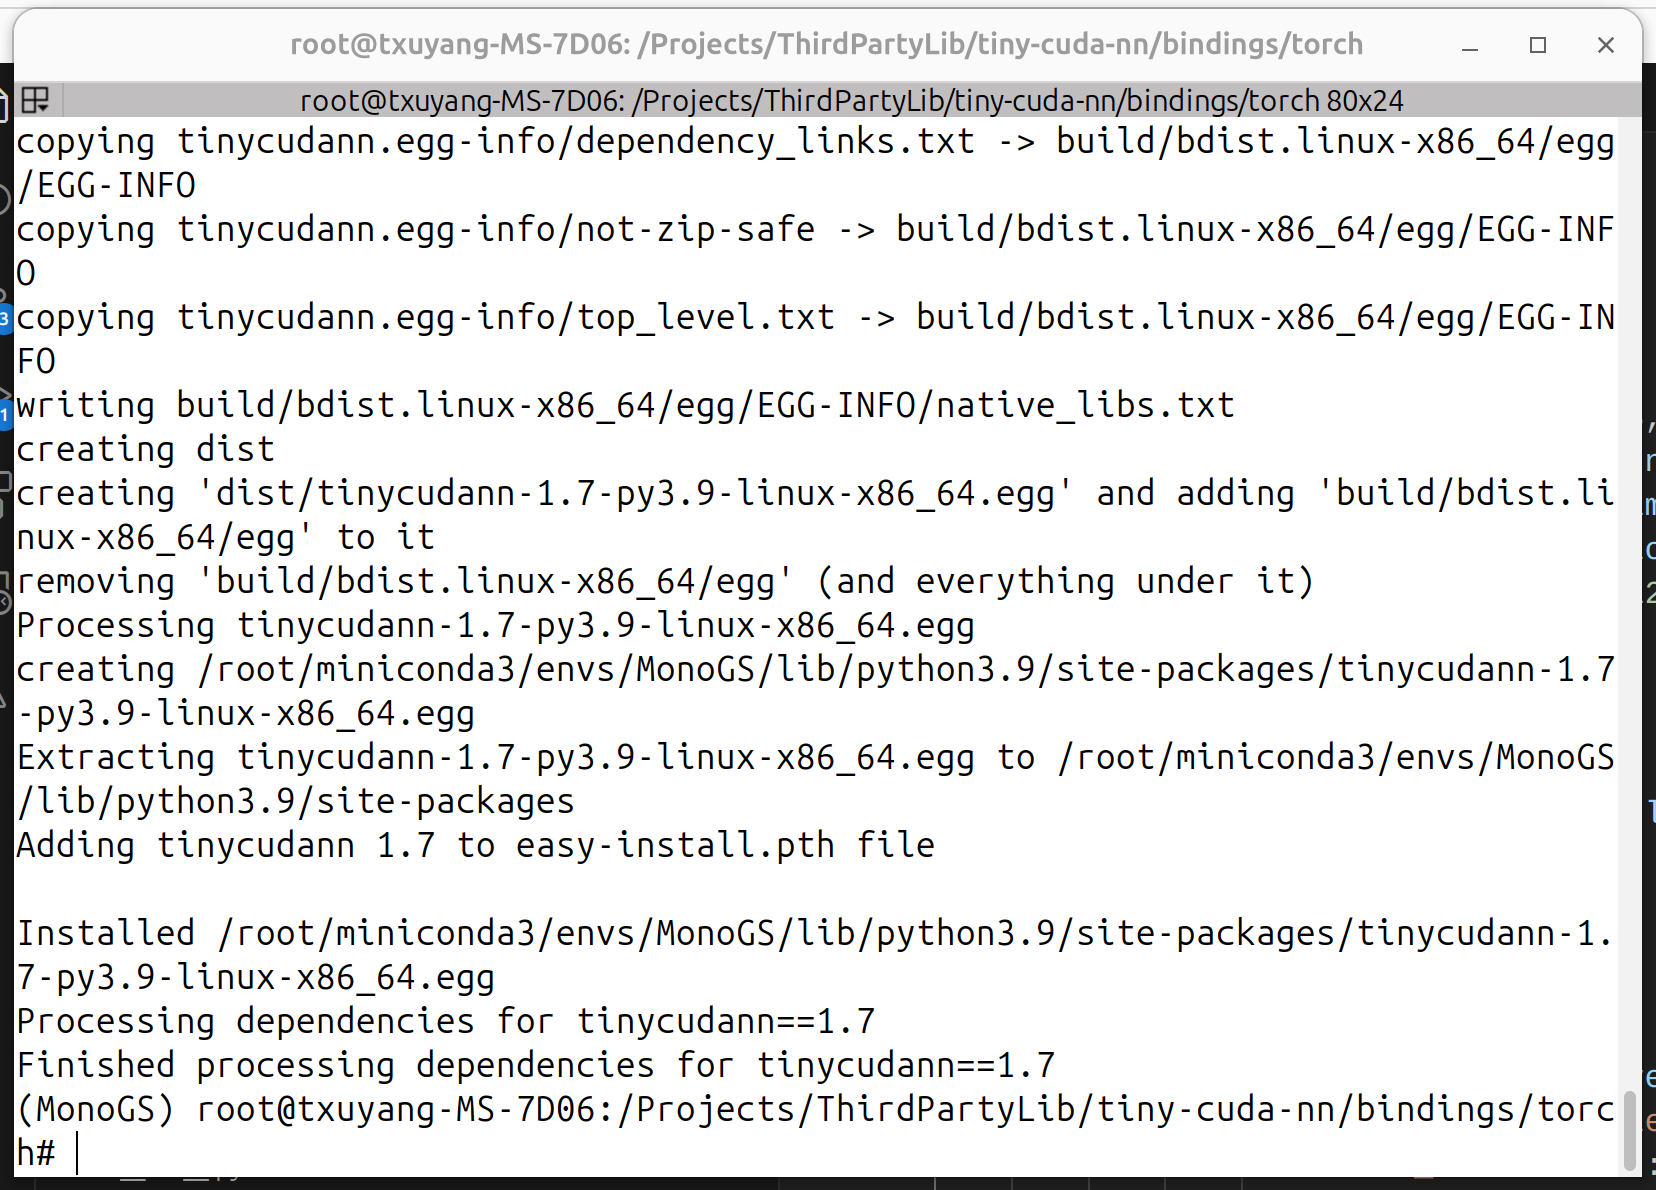 root@txuyang-MS-7D06: /Projects/ThirdPartyLib/tiny-cuda-nn/bindings/torch
root@txuyang-MS-7D06: /Projects/ThirdPartyLib/tiny-cuda-nn/bindings/torch 80x24
copying tinycudann.egg-info/dependency_links.txt -> build/bdist.linux-x86_64/egg
/EGG-INFO
copying tinycudann.egg-info/not-zip-safe -> build/bdist.linux-x86_64/egg/EGG-INF
O
copying tinycudann.egg-info/top_level.txt -> build/bdist.linux-x86_64/egg/EGG-IN
FO
writing build/bdist.linux-x86_64/egg/EGG-INFO/native_libs.txt
creating dist
creating 'dist/tinycudann-1.7-py3.9-linux-x86_64.egg' and adding 'build/bdist.li
nux-x86_64/egg' to it
removing 'build/bdist.linux-x86_64/egg' (and everything under it)
Processing tinycudann-1.7-py3.9-linux-x86_64.egg
creating /root/miniconda3/envs/MonoGS/lib/python3.9/site-packages/tinycudann-1.7
-py3.9-linux-x86_64.egg
Extracting tinycudann-1.7-py3.9-linux-x86_64.egg to /root/miniconda3/envs/MonoGS
/lib/python3.9/site-packages
Adding tinycudann 1.7 to easy-install.pth file
Installed /root/miniconda3/envs/MonoGS/lib/python3.9/site-packages/tinycudann-1.
7-py3.9-linux-x86_64.egg
Processing dependencies for tinycudann==1.7
Finished processing dependencies for tinycudann==1.7
(MonoGS) root@txuyang-MS-7D06:/Projects/ThirdPartyLib/tiny-cuda-nn/bindings/torc
h#